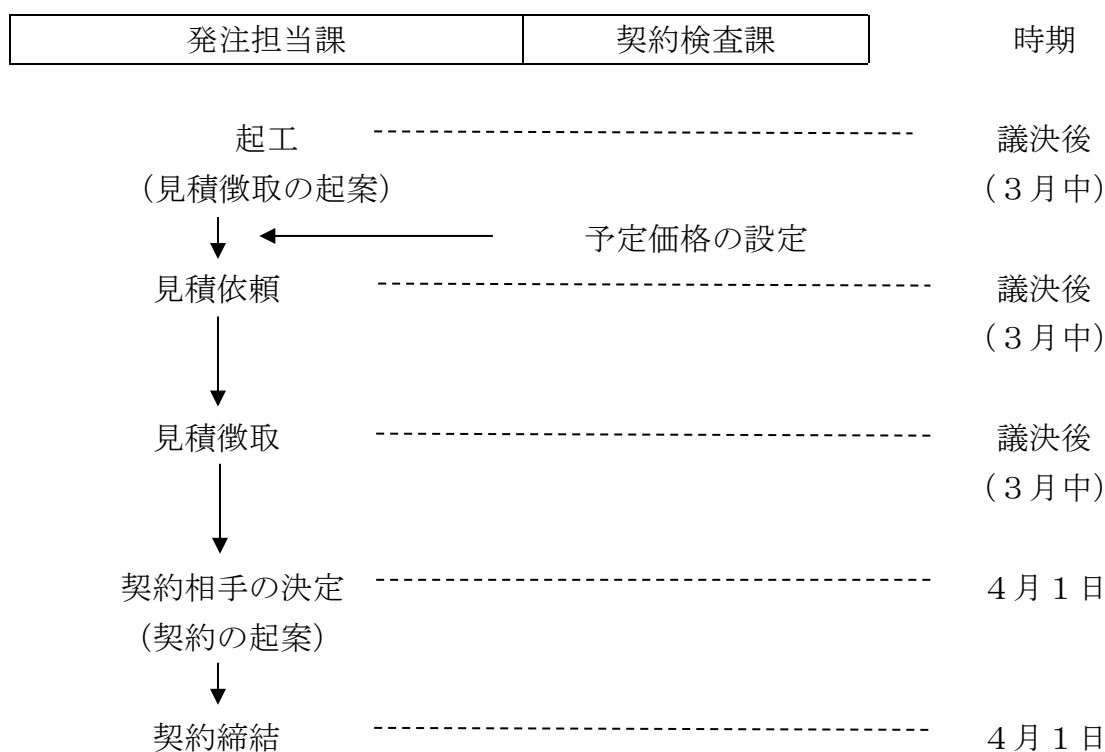 発注担当課 契約検査課 時期
起工 議決後
（見積徴取の起案） （３月中）
予定価格の設定
見積依頼 議決後
（３月中）
見積徴取 議決後
（３月中）
契約相手の決定 ４月１日
（契約の起案）
契約締結 ４月１日